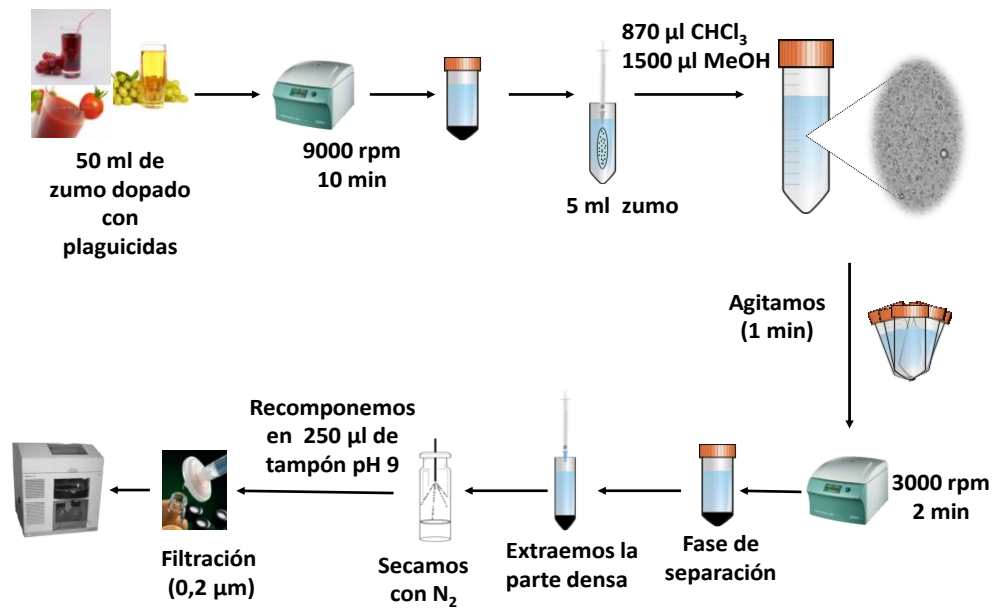 50 ml de
zumo dopado
con
plaguicidas
9000 rpm
10 min
5 ml zumo
870 µl CHCl₃
1500 µl MeOH
Agitamos
(1 min)
3000 rpm
2 min
Fase de
separación
Extraemos la
parte densa
Secamos
con N₂
Recomponemos
en 250 µl de
tampón pH 9
Filtración
(0,2 µm)